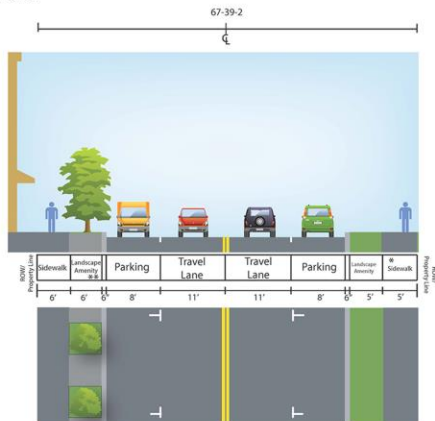 67-39-2
℄
ROW/
Property Line
Sidewalk
Landscape
Amenity
**
Parking
Travel
Lane
Travel
Lane
Parking
Landscape
Amenity
*
Sidewalk
ROW/
Property Line
6' 6' 6" 8' 11' 11' 8' 6" 5' 5'